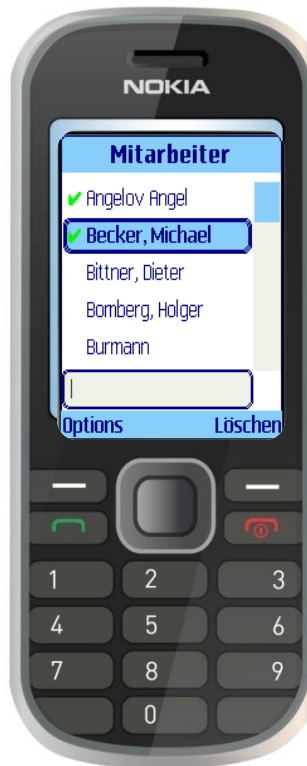 NOKIA
Mitarbeiter
Angelov Angel
Becker, Michael
Bittner, Dieter
Bomberg, Holger
Burmann
Options Löschen
1 2 3
4 5 6
7 8 9
0